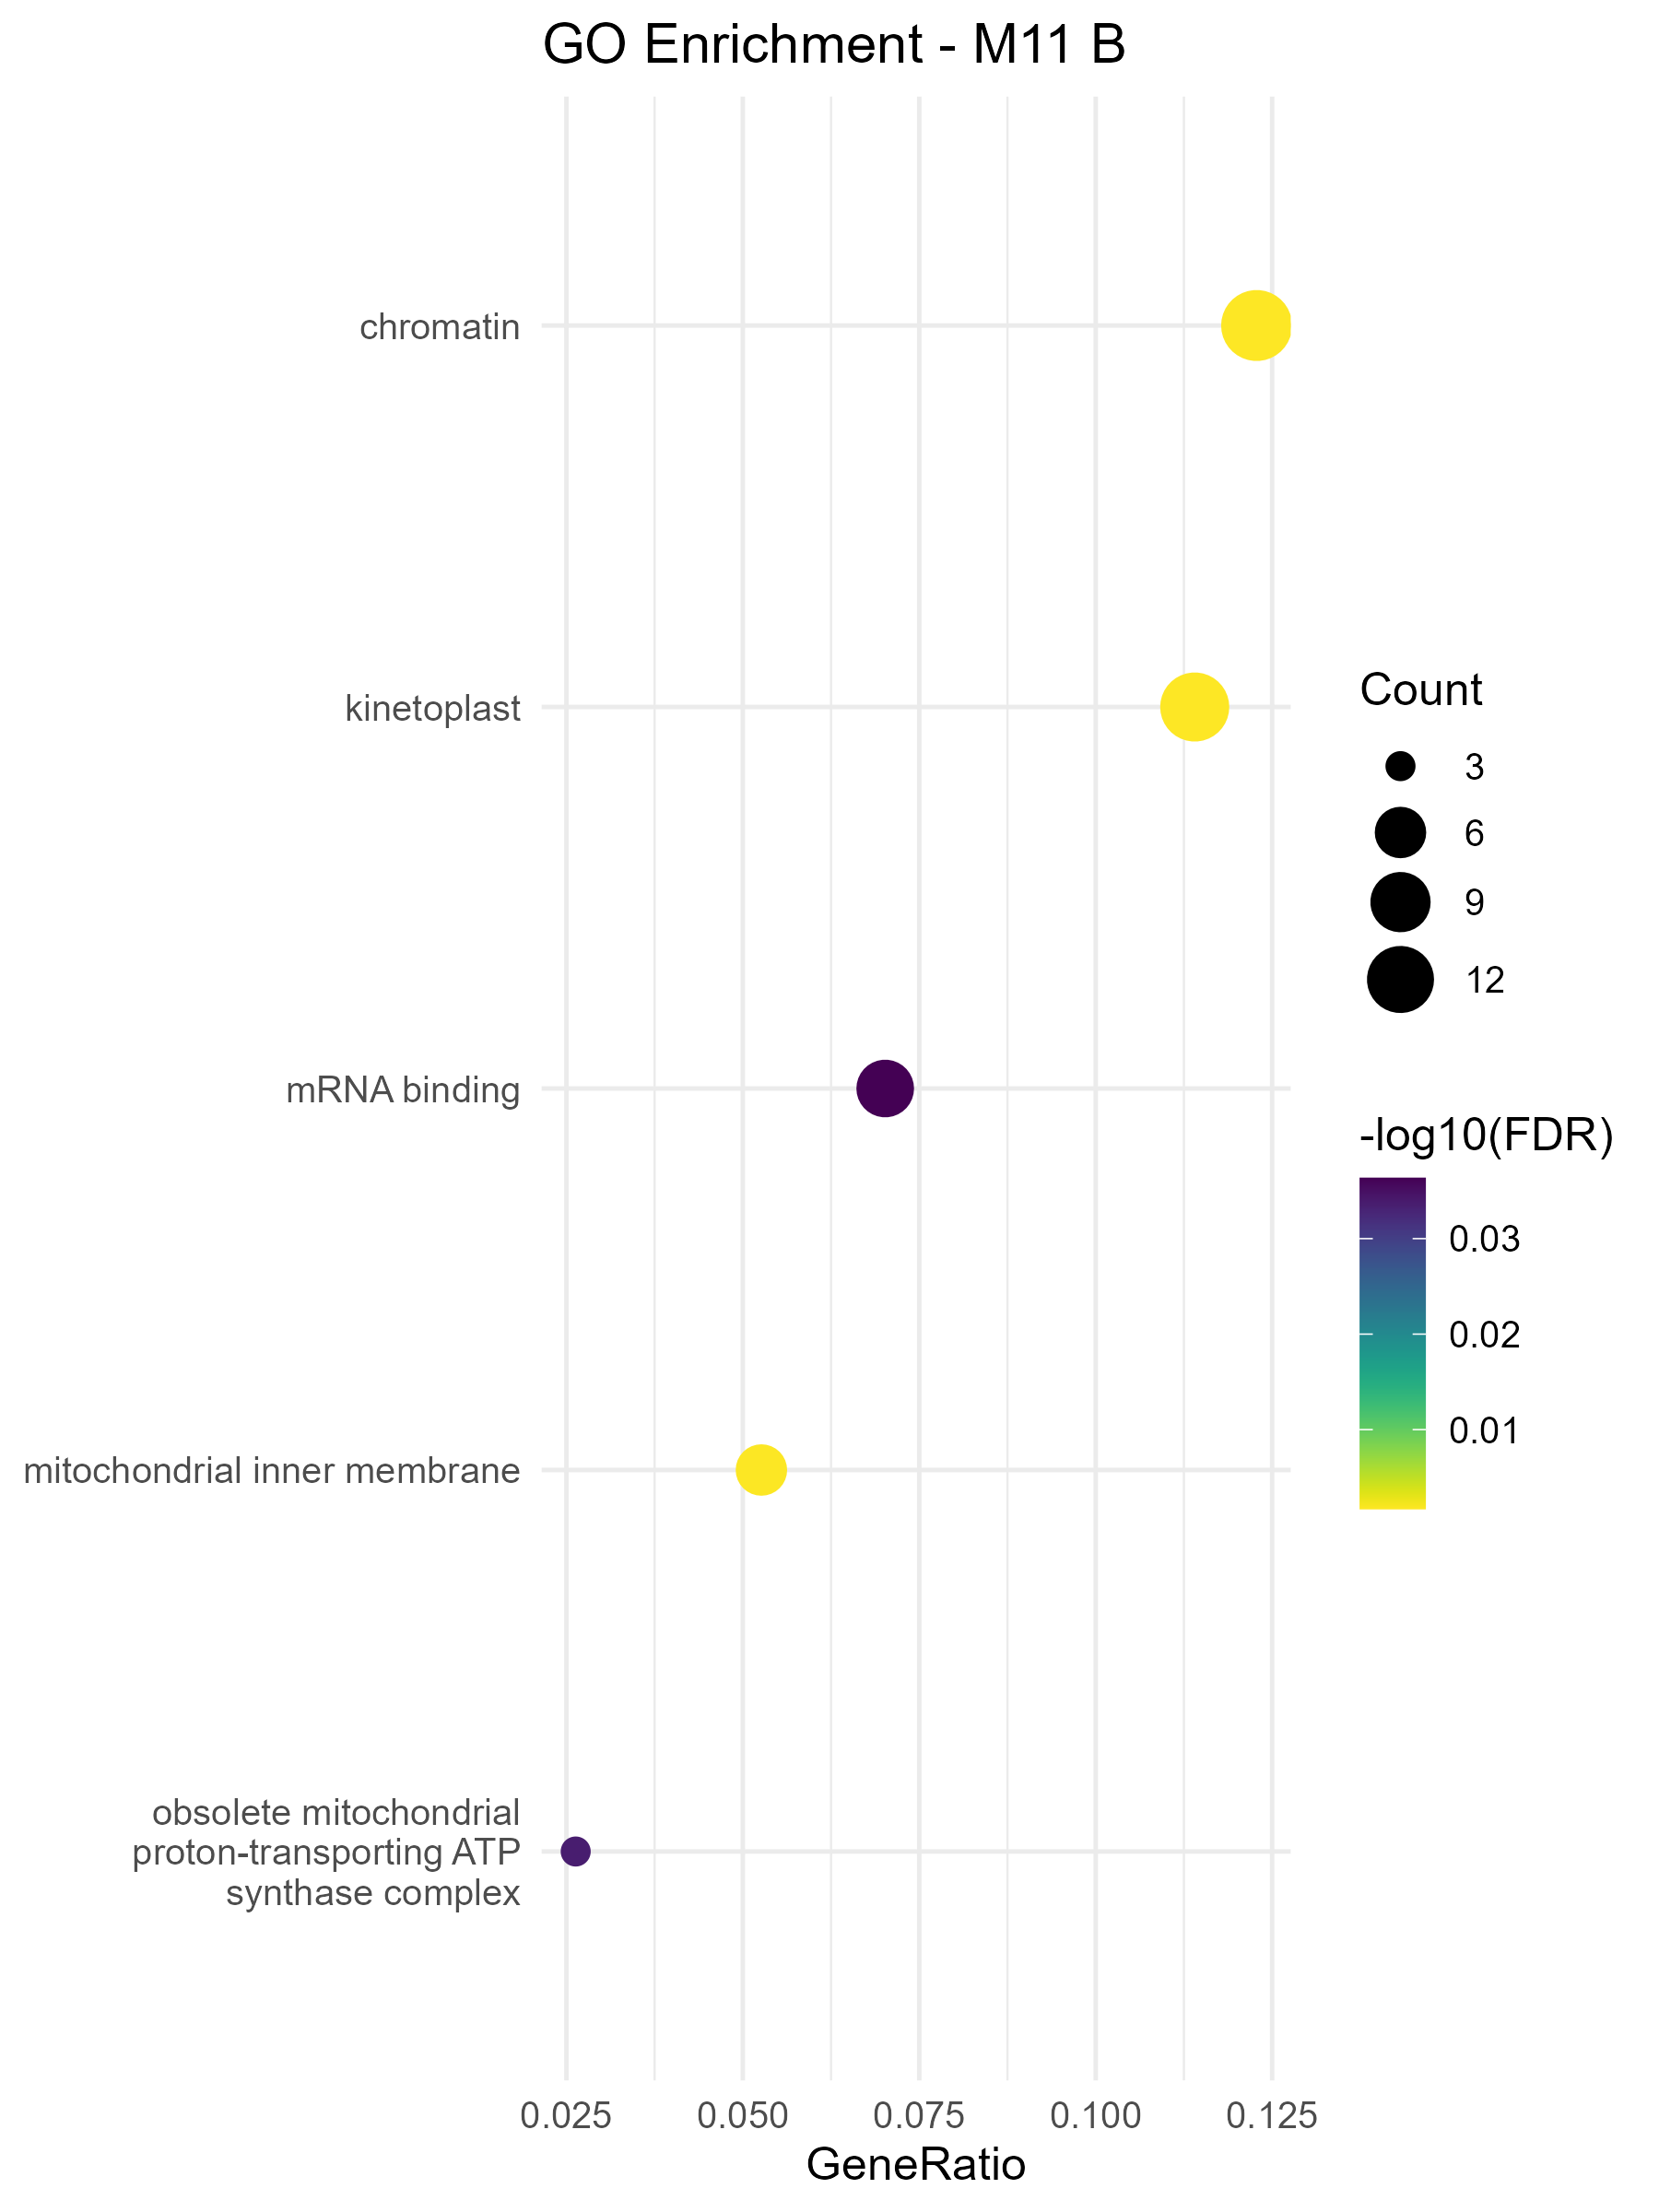 GO Enrichment - M11 B
chromatin
kinetoplast
mRNA binding
mitochondrial inner membrane
obsolete mitochondrial
proton-transporting ATP
synthase complex
0.025
0.050
0.075
0.100
0.125
GeneRatio
Count
3
6
9
12
-log10(FDR)
0.03
0.02
0.01